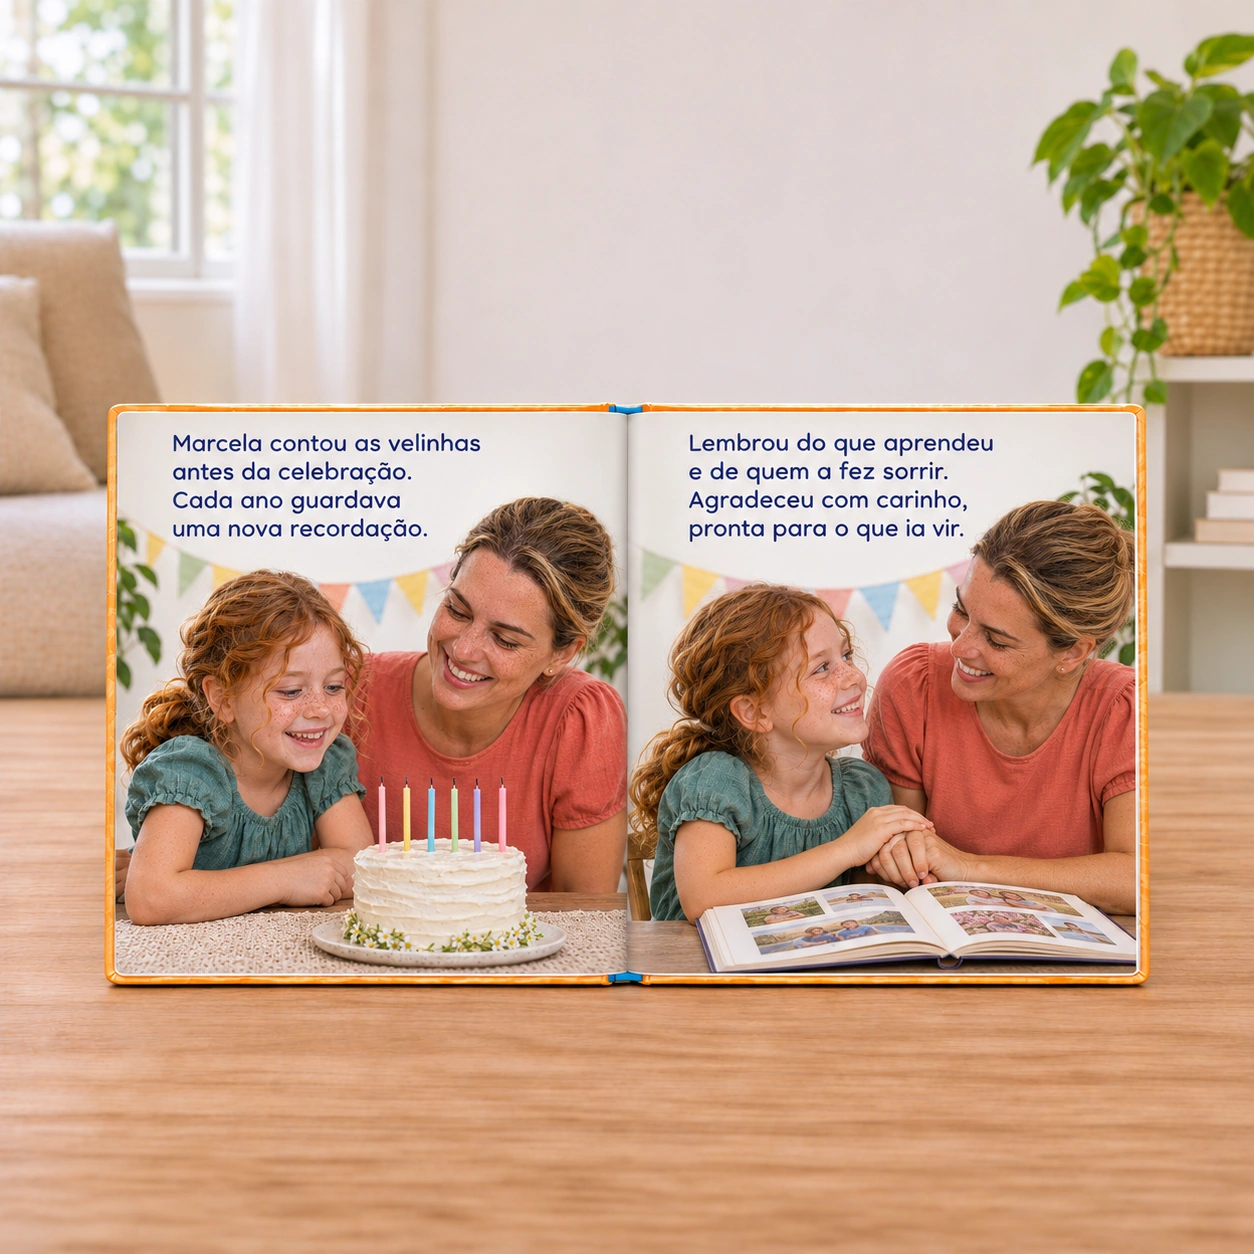 Marcela contou as velinhas
antes da celebração.
Cada ano guardava
uma nova recordação.
Lembrou do que aprendeu
e de quem a fez sorrir.
Agradeceu com carinho,
pronta para o que ia vir.